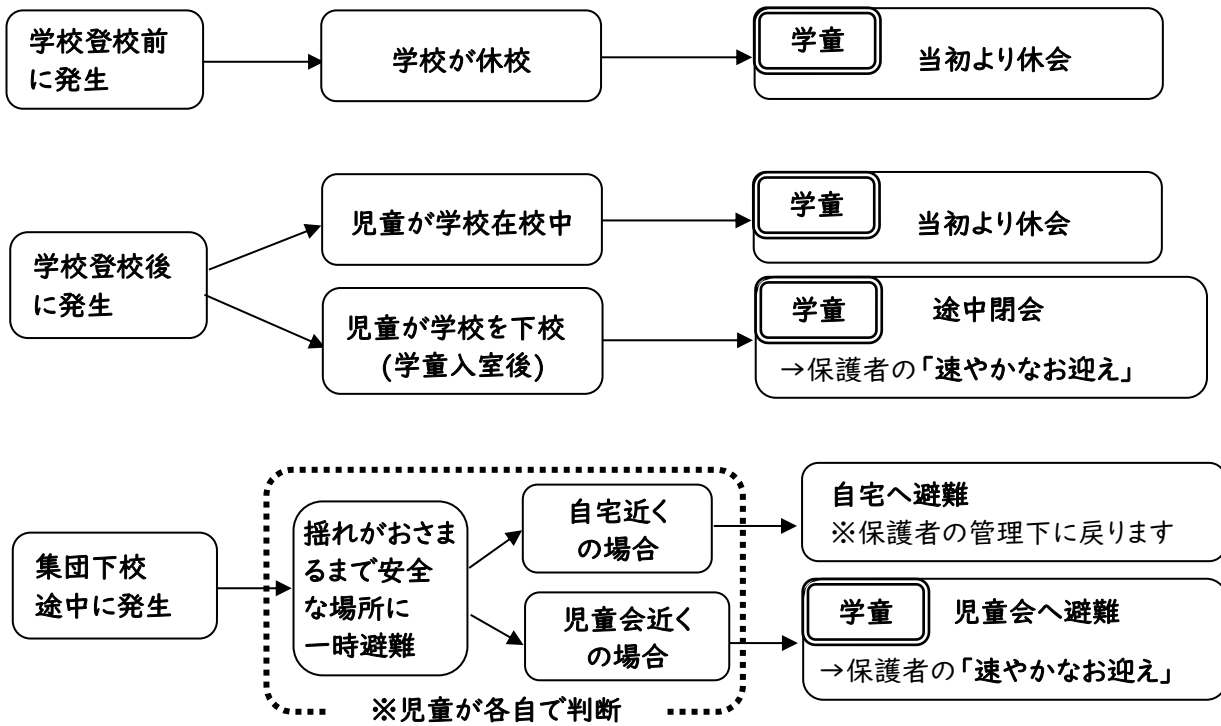 学校登校前
に発生
学校が休校
学童
当初より休会
学校登校後
に発生
児童が学校在校中
学童
当初より休会
児童が学校を下校
(学童入室後)
学童
途中閉会
→保護者の「速やかなお迎え」
集団下校
途中に発生
揺れがおさま
るまで安全
な場所に
一時避難
自宅近く
の場合
自宅へ避難
※保護者の管理下に戻ります
児童会近く
の場合
学童
児童会へ避難
→保護者の「速やかなお迎え」
※児童が各自で判断